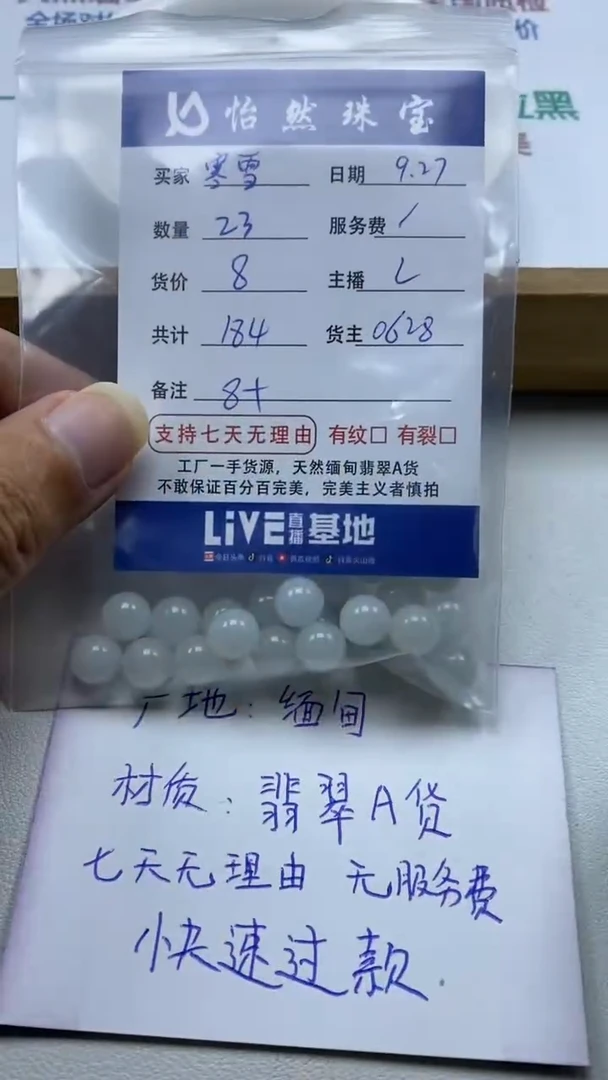 怡然珠宝
买家 寒雪 日期 9.27
数量 23 服务费 /
货价 8 主播 L
共计 184 货主 0628
备注 8+
支持七天无理由 有纹□ 有裂□
工厂一手货源，天然缅甸翡翠A货
不敢保证百分百完美，完美主义者慎拍
LiVE直播基地
厂地：缅甸
材质：翡翠A货
七天无理由 无服务费
快速过款.